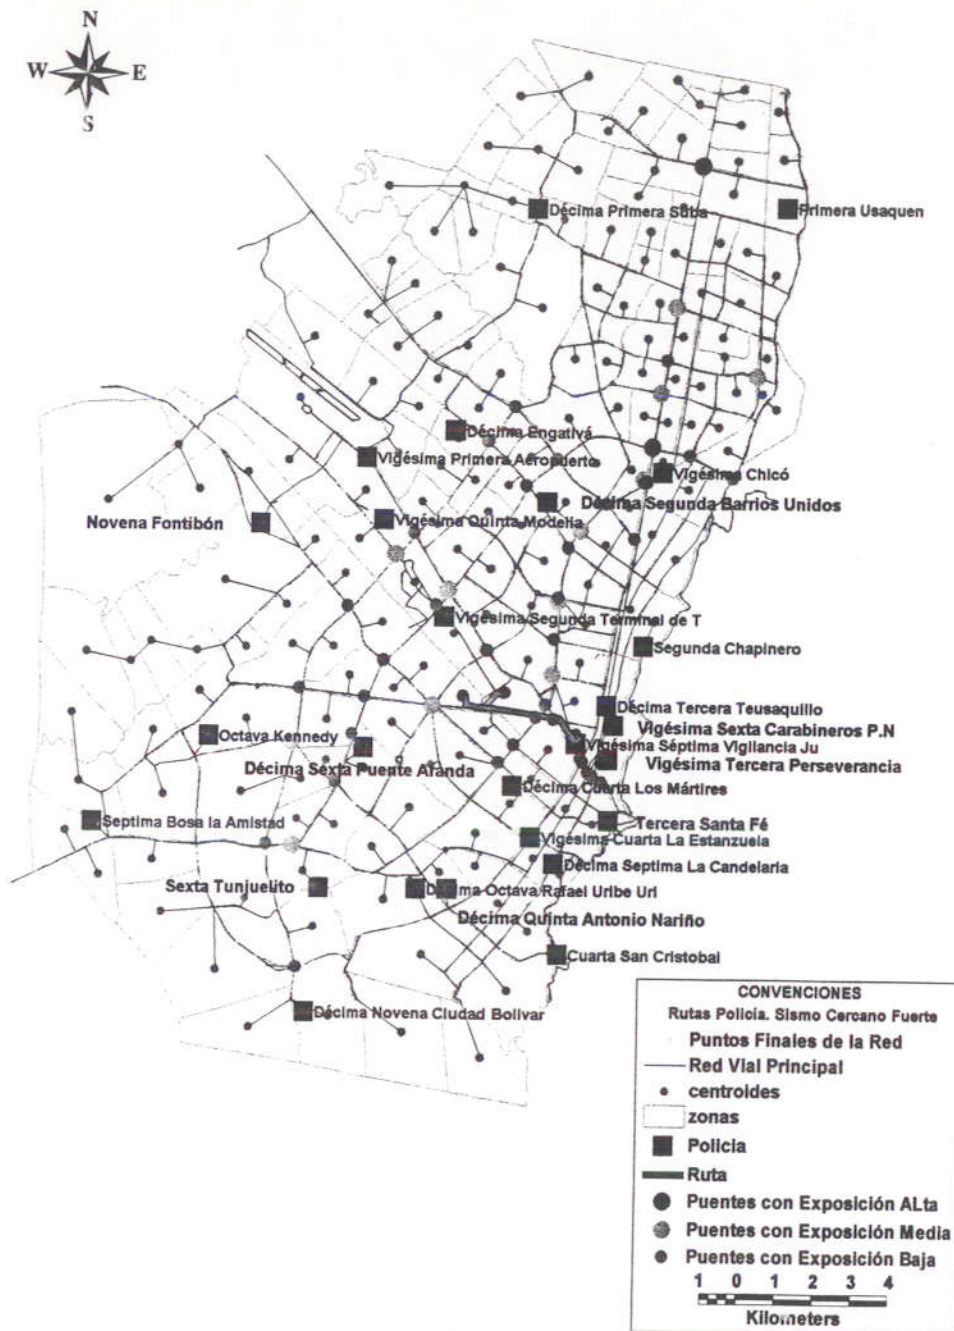 N
W E
S
Décima Primera Suba
Primera Usaquen
Décima Engativá
Vigésima Primera Aeropuerto
Vigésima Chicó
Décima Segunda Barrios Unidos
Novena Fontibón
Vigésima Quinta Modelia
Vigésima Segunda Terminal de T
Segunda Chapinero
Décima Tercera Teusaquillo
Vigésima Sexta Carabineros P.N
Octava Kennedy
Vigésima Séptima Vigilancia Ju
Décima Sexta Puente Aranda
Vigésima Tercera Perseverancia
Décima Cuarta Los Mártires
Septima Bosa la Amistad
Tercera Santa Fé
Vigésima Cuarta La Estanzuela
Décima Septima La Candelaria
Sexta Tunjuelito
Décima Octava Rafael Uribe Uri
Décima Quinta Antonio Nariño
Cuarta San Cristobal
Décima Novena Ciudad Bolivar
CONVENCIONES
Rutas Policia. Sismo Cercano Fuerte
Puntos Finales de la Red
Red Vial Principal
centroides
zonas
Policia
Ruta
Puentes con Exposición ALta
Puentes con Exposición Media
Puentes con Exposición Baja
1 0 1 2 3 4
Kilometers